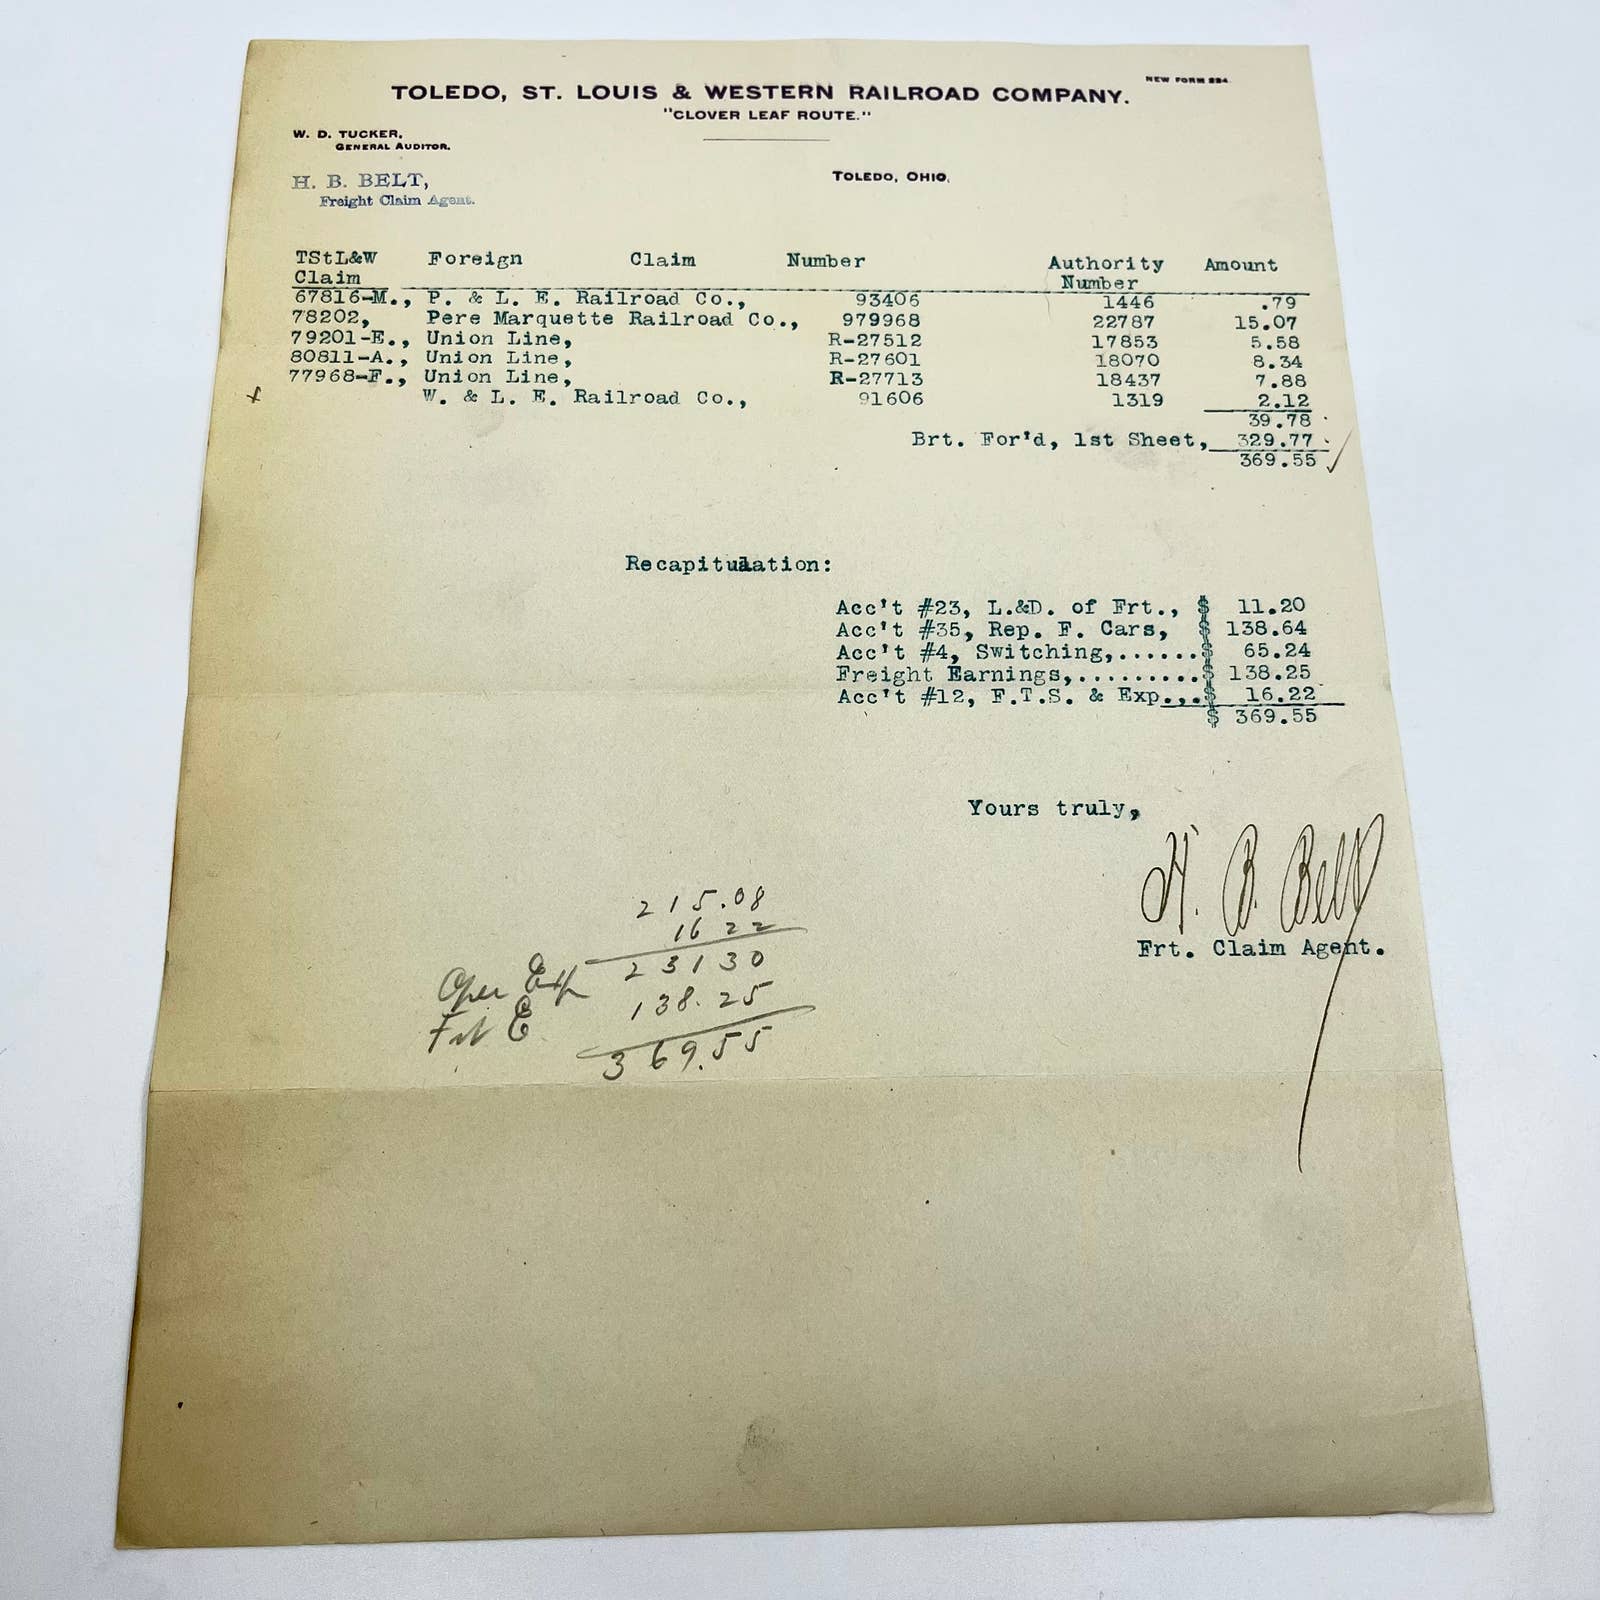 NEW FORM 224
TOLEDO, ST. LOUIS & WESTERN RAILROAD COMPANY.
"CLOVER LEAF ROUTE."
W. D. TUCKER,
GENERAL AUDITOR.
H. B. BELT,
Freight Claim Agent.
TOLEDO, OHIO,
TStL&W Foreign Claim Number Authority Amount
Claim Number
67816-M., P. & L. E. Railroad Co., 93406 1446 .79
78202, Pere Marquette Railroad Co., 979968 22787 15.07
79201-E., Union Line, R-27512 17853 5.58
80811-A., Union Line, R-27601 18070 8.34
77968-F., Union Line, R-27713 18437 7.88
x W. & L. E. Railroad Co., 91606 1319 2.12
39.78
Brt. For'd, 1st Sheet, 329.77
369.55 ✓
Recapitulation:
Acc't #23, L.&D. of Frt., $ 11.20
Acc't #35, Rep. F. Cars, $ 138.64
Acc't #4, Switching,......$ 65.24
Freight Earnings,.........$ 138.25
Acc't #12, F.T.S. & Exp...$ 16.22
$ 369.55
Yours truly,
H. B. Belt
Frt. Claim Agent.
215.08
16 22
Oper Exp 231 30
Frt E 138.25
369.55